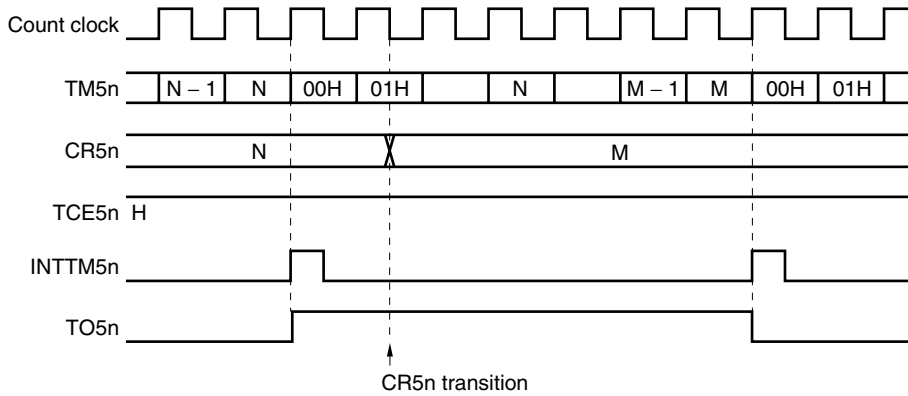 Count clock
TM5n N − 1 N 00H 01H N M − 1 M 00H 01H
CR5n N M
TCE5n H
INTTM5n
TO5n
CR5n transition